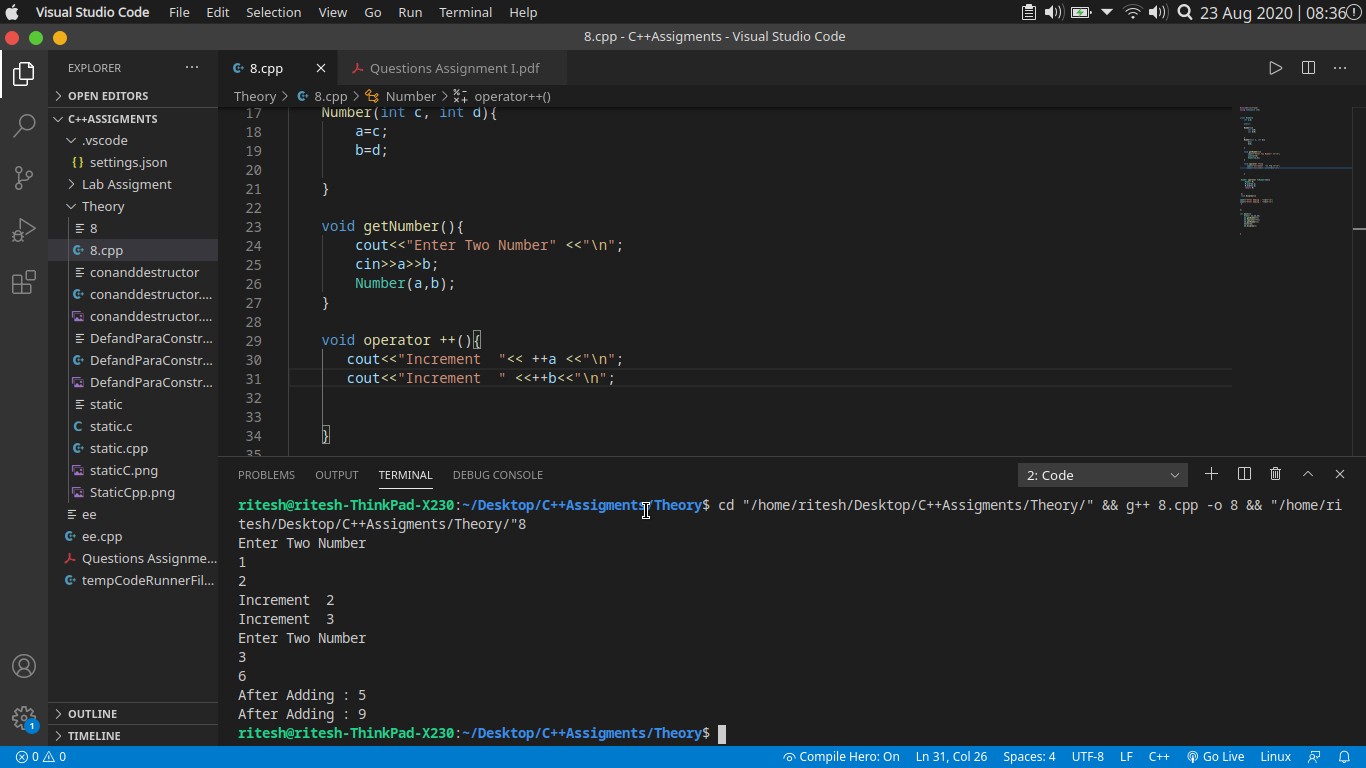 Visual Studio Code File Edit Selection View Go Run Terminal Help 23 Aug 2020 | 08:36
8.cpp - C++Assigments - Visual Studio Code
EXPLORER
OPEN EDITORS
C++ASSIGMENTS
.vscode
settings.json
Lab Assigment
Theory
8
8.cpp
conanddestructor
conanddestructor....
conanddestructor....
DefandParaConstr...
DefandParaConstr...
DefandParaConstr...
static
static.c
static.cpp
staticC.png
StaticCpp.png
ee
ee.cpp
Questions Assignme...
tempCodeRunnerFil...
OUTLINE
TIMELINE
8.cpp Questions Assignment I.pdf
Theory > 8.cpp > Number > operator++()
17 Number(int c, int d){
18 a=c;
19 b=d;
20
21 }
22
23 void getNumber(){
24 cout<<"Enter Two Number" <<"\n";
25 cin>>a>>b;
26 Number(a,b);
27 }
28
29 void operator ++(){
30 cout<<"Increment  "<< ++a <<"\n";
31 cout<<"Increment  " <<++b<<"\n";
32
33
34 }
35
PROBLEMS OUTPUT TERMINAL DEBUG CONSOLE 2: Code
ritesh@ritesh-ThinkPad-X230:~/Desktop/C++Assigments/Theory$ cd "/home/ritesh/Desktop/C++Assigments/Theory/" && g++ 8.cpp -o 8 && "/home/ri
tesh/Desktop/C++Assigments/Theory/"8
Enter Two Number
1
2
Increment  2
Increment  3
Enter Two Number
3
6
After Adding : 5
After Adding : 9
ritesh@ritesh-ThinkPad-X230:~/Desktop/C++Assigments/Theory$
1
0 0 Compile Hero: On Ln 31, Col 26 Spaces: 4 UTF-8 LF C++ Go Live Linux